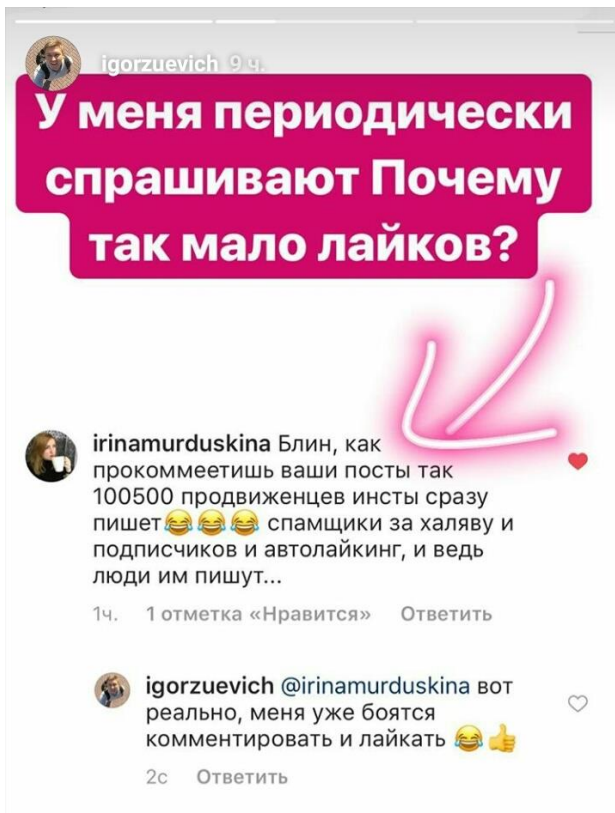 igorzuevich 9 ч.
У меня периодически
спрашивают Почему
так мало лайков?
irinamurduskina Блин, как
прокоммеетишь ваши посты так
100500 продвиженцев инсты сразу
пишет😂😂😂 спамщики за халяву и
подписчиков и автолайкинг, и ведь
люди им пишут...
1ч. 1 отметка «Нравится» Ответить
igorzuevich @irinamurduskina вот
реально, меня уже боятся
комментировать и лайкать 😂👍
2с Ответить